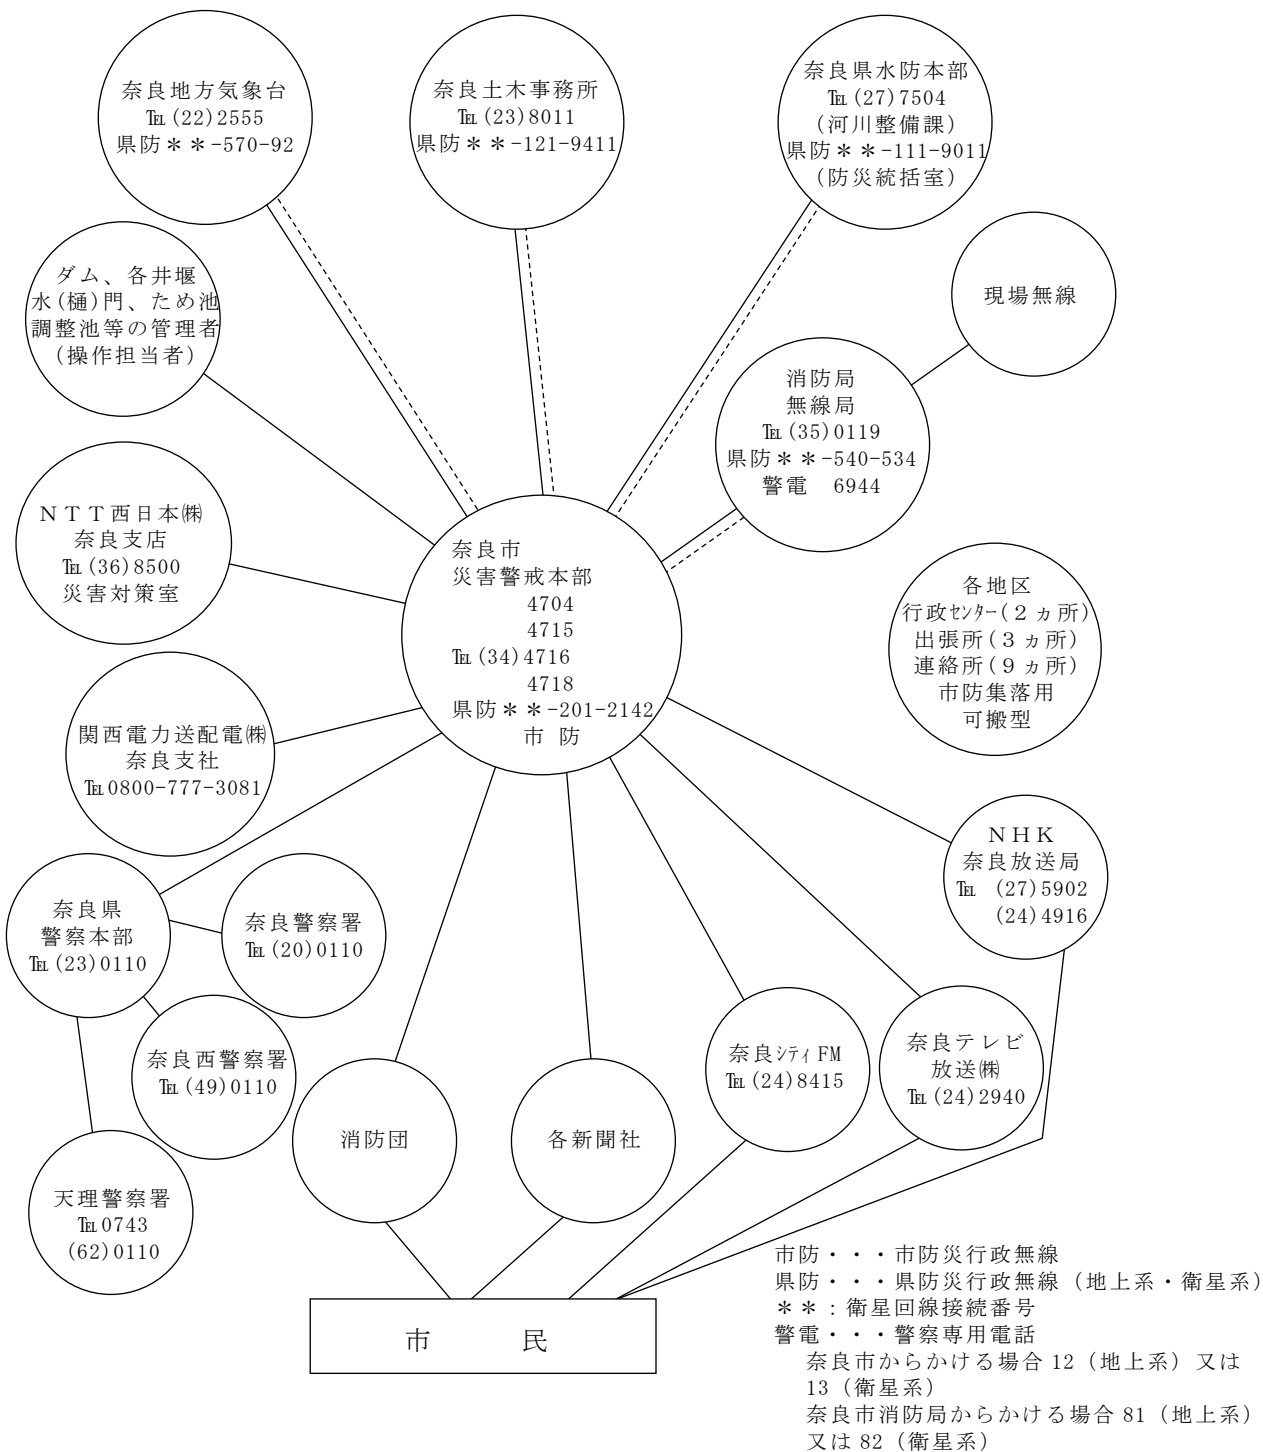 奈良地方気象台
℡(22)2555
県防＊＊-570-92
奈良土木事務所
℡(23)8011
県防＊＊-121-9411
奈良県水防本部
℡(27)7504
(河川整備課)
県防＊＊-111-9011
(防災統括室)
ダム、各井堰
水(樋)門、ため池
調整池等の管理者
(操作担当者)
現場無線
消防局
無線局
℡(35)0119
県防＊＊-540-534
警電　6944
ＮＴＴ西日本㈱
奈良支店
℡(36)8500
災害対策室
奈良市
災害警戒本部
4704
4715
℡(34)4716
4718
県防＊＊-201-2142
市 防
各地区
行政ｾﾝﾀｰ(２ヵ所)
出張所(３ヵ所)
連絡所(９ヵ所)
市防集落用
可搬型
関西電力送配電㈱
奈良支社
℡0800-777-3081
ＮＨＫ
奈良放送局
℡ (27)5902
(24)4916
奈良県
警察本部
℡(23)0110
奈良警察署
℡(20)0110
奈良西警察署
℡(49)0110
天理警察署
℡0743
(62)0110
消防団
各新聞社
奈良ｼﾃｨFM
℡(24)8415
奈良テレビ
放送㈱
℡(24)2940
市　　民
市防・・・市防災行政無線
県防・・・県防災行政無線（地上系・衛星系）
＊＊：衛星回線接続番号
警電・・・警察専用電話
奈良市からかける場合12（地上系）又は
13（衛星系）
奈良市消防局からかける場合81（地上系）
又は82（衛星系）